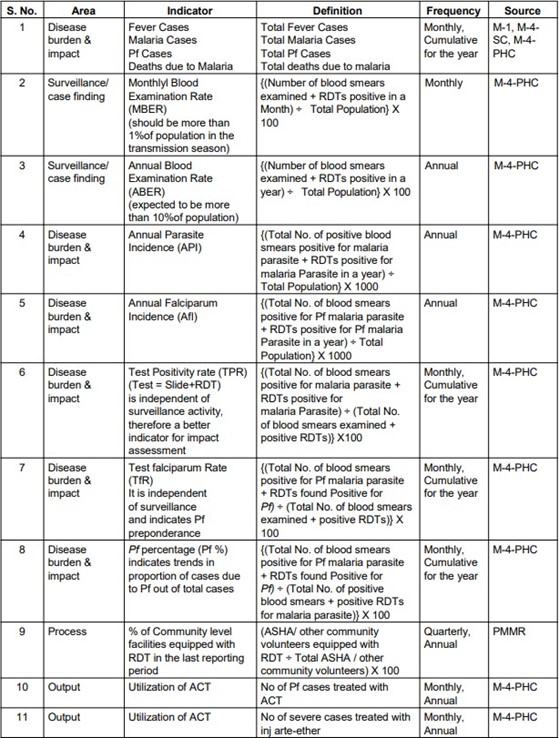 S. No. Area Indicator Definition Frequency Source
1 Disease burden & impact Fever Cases Total Fever Cases Monthly, M-1, M-4-
Malaria Cases Total Malaria Cases Cumulative SC, M-4-
Pf Cases Total Pf Cases for the year PHC
Deaths due to Malaria Total deaths due to malaria
2 Surveillance/ Monthlyl Blood {(Number of blood smears Monthly M-4-PHC
case finding Examination Rate examined + RDTs positive in a
(MBER) Month) ÷ Total Population} X
(should be more 100
than
1%of population in the
transmission season)
3 Surveillance/ Annual Blood {(Number of blood smears Annual M-4-PHC
case finding Examination Rate examined + RDTs positive in a
(ABER) year) ÷ Total Population} X 100
(expected to be more
than 10%of population)
4 Disease Annual Parasite {(Total No. of positive blood Annual M-4-PHC
burden & Incidence (API) smears positive for malaria
impact parasite + RDTs positive for
malaria Parasite in a year) ÷
Total Population} X 1000
5 Disease Annual Falciparum {(Total No. of blood smears Annual M-4-PHC
burden & Incidence (AfI) positive for Pf malaria parasite
impact + RDTs positive for Pf malaria
Parasite in a year) ÷ Total
Population} X 1000
6 Disease Test Positivity rate (TPR) {(Total No. of blood smears Monthly, M-4-PHC
burden & (Test = Slide+RDT) positive for malaria parasite + Cumulative
impact is independent of RDTs positive for for the year
surveillance activity, malaria Parasite) ÷ (Total No.
therefore a better of blood smears examined +
indicator for impact positive RDTs)} X100
assessment
7 Disease Test falciparum Rate {(Total No. of blood smears Monthly, M-4-PHC
burden & (TfR) positive for Pf malaria parasite Cumulative
impact It is independent + RDTs found Positive for for the year
of surveillance Pf) ÷ (Total No. of blood smears
and indicates Pf examined + positive RDTs)} X
preponderance 100
8 Disease Pf percentage (Pf %) {(Total No. of blood smears Monthly, M-4-PHC
burden & indicates trends in positive for Pf malaria parasite Cumulative
impact proportion of cases due + RDTs found Positive for for the year
to Pf out of total cases Pf) ÷ (Total No. of positive
blood smears + positive RDTs
for malaria parasite)} X 100
9 Process % of Community level (ASHA/ other community Quarterly, PMMR
facilities equipped with volunteers equipped with Annual
RDT in the last reporting RDT ÷ Total ASHA / other
period community volunteers) X 100
10 Output Utilization of ACT No of Pf cases treated with Monthly, M-4-PHC
ACT Annual
11 Output Utilization of ACT No of severe cases treated with Monthly, M-4-PHC
inj arte-ether Annual